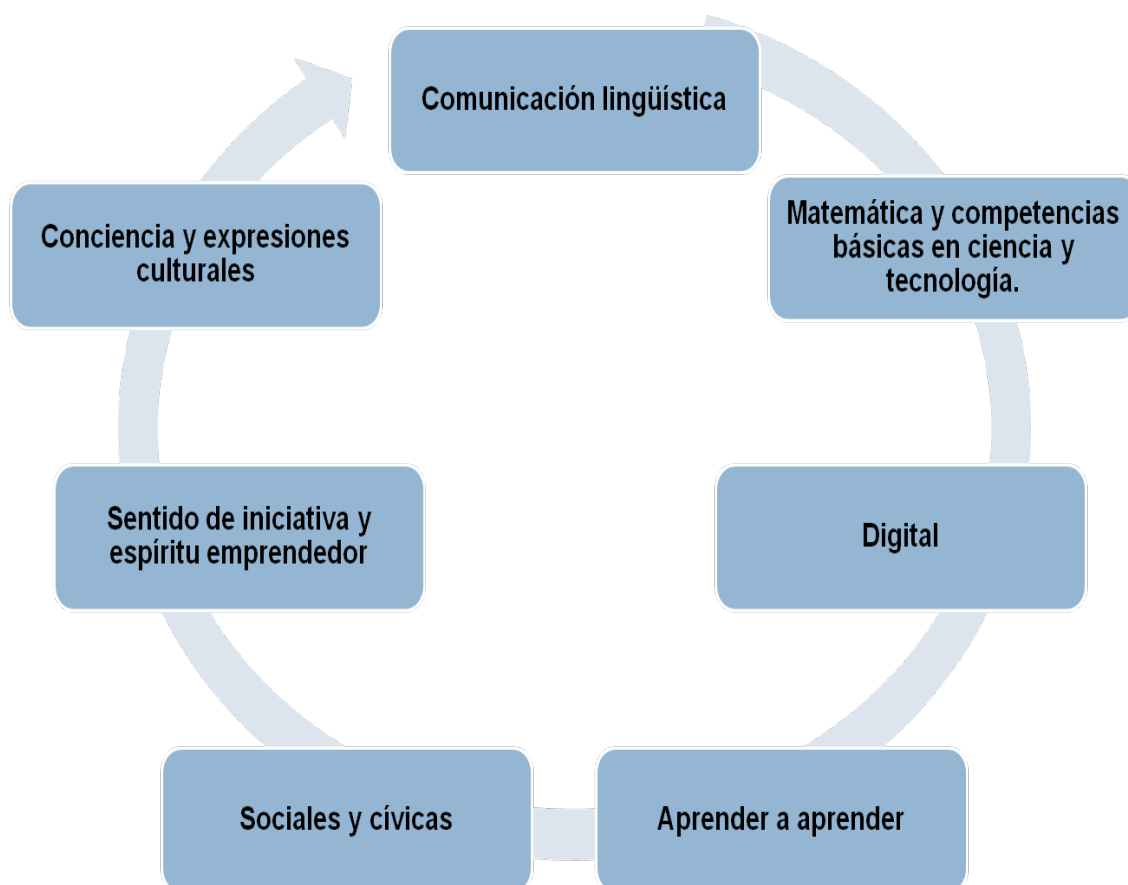 Comunicación lingüística
Matemática y competencias
básicas en ciencia y
tecnología.
Digital
Aprender a aprender
Sociales y cívicas
Sentido de iniciativa y
espíritu emprendedor
Conciencia y expresiones
culturales